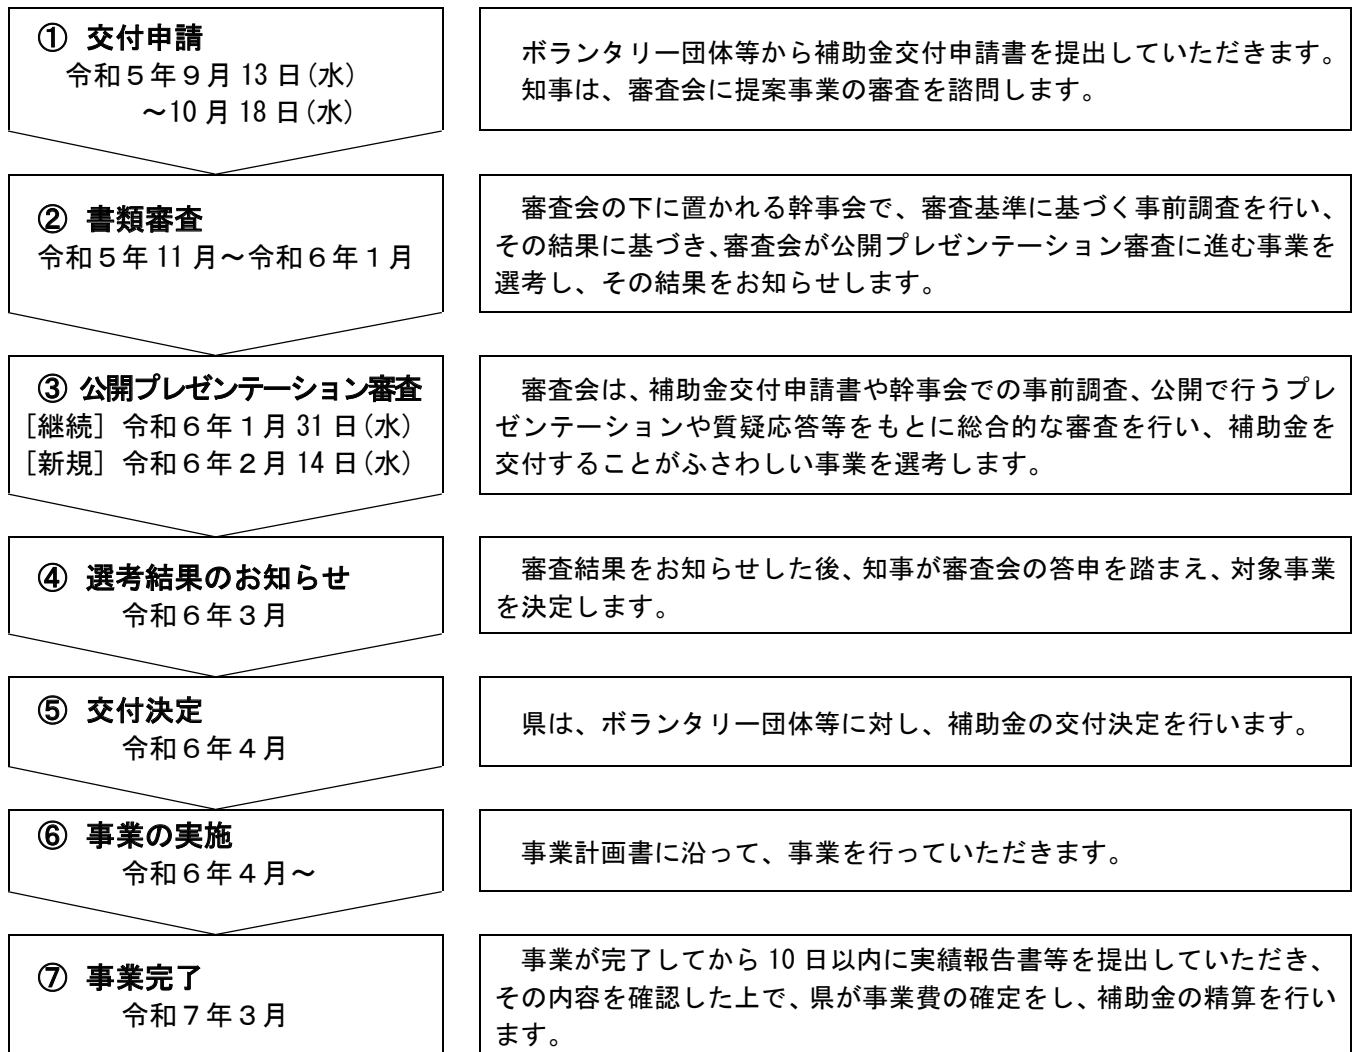 ① 交付申請
令和５年９月 13 日(水)
～10 月 18 日(水)
ボランタリー団体等から補助金交付申請書を提出していただきます。
知事は、審査会に提案事業の審査を諮問します。
② 書類審査
令和５年 11 月～令和６年１月
審査会の下に置かれる幹事会で、審査基準に基づく事前調査を行い、
その結果に基づき、審査会が公開プレゼンテーション審査に進む事業を
選考し、その結果をお知らせします。
③ 公開プレゼンテーション審査
[継続] 令和６年１月 31 日(水)
[新規] 令和６年２月 14 日(水)
審査会は、補助金交付申請書や幹事会での事前調査、公開で行うプレ
ゼンテーションや質疑応答等をもとに総合的な審査を行い、補助金を
交付することがふさわしい事業を選考します。
④ 選考結果のお知らせ
令和６年３月
審査結果をお知らせした後、知事が審査会の答申を踏まえ、対象事業
を決定します。
⑤ 交付決定
令和６年４月
県は、ボランタリー団体等に対し、補助金の交付決定を行います。
⑥ 事業の実施
令和６年４月～
事業計画書に沿って、事業を行っていただきます。
⑦ 事業完了
令和７年３月
事業が完了してから 10 日以内に実績報告書等を提出していただき、
その内容を確認した上で、県が事業費の確定をし、補助金の精算を行い
ます。